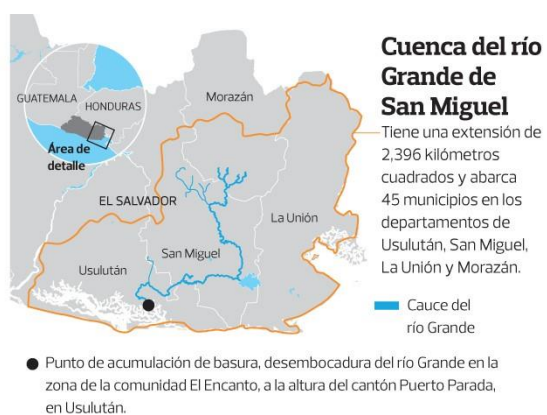 Cuenca del río
Grande de
San Miguel
Tiene una extensión de
2,396 kilómetros
cuadrados y abarca
45 municipios en los
departamentos de
Usulután, San Miguel,
La Unión y Morazán.
Cauce del
río Grande
GUATEMALA
HONDURAS
Área de
detalle
Morazán
EL SALVADOR
La Unión
San Miguel
Usulután
Punto de acumulación de basura, desembocadura del río Grande en la
zona de la comunidad El Encanto, a la altura del cantón Puerto Parada,
en Usulután.